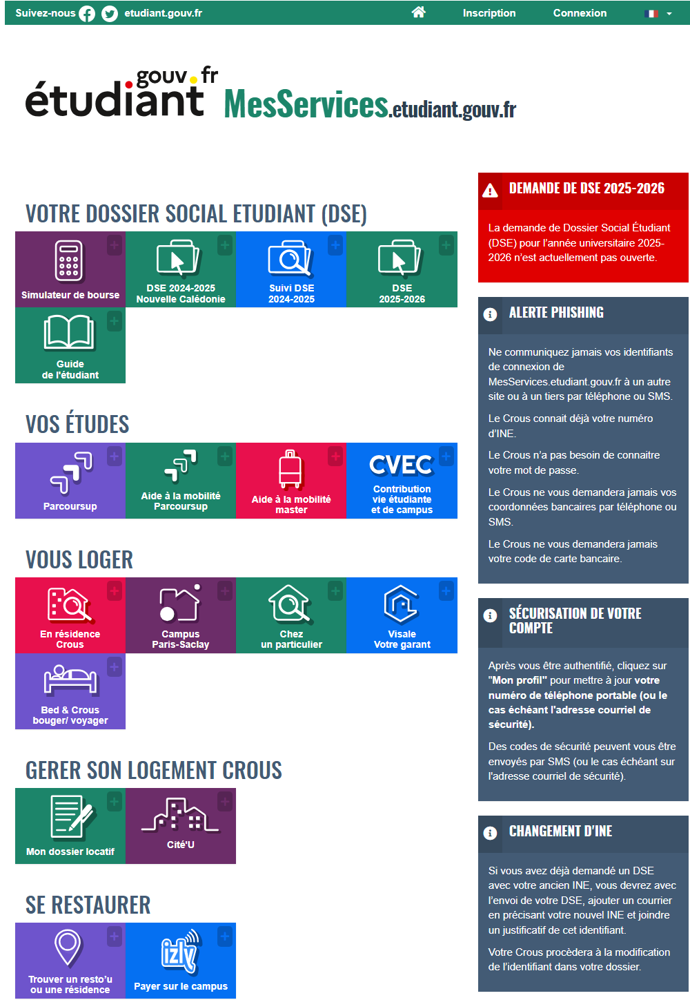 Suivez-nous etudiant.gouv.fr Inscription Connexion
gouv.fr
étudiant MesServices.etudiant.gouv.fr
VOTRE DOSSIER SOCIAL ETUDIANT (DSE)
Simulateur de bourse
DSE 2024-2025
Nouvelle Calédonie
Suivi DSE
2024-2025
DSE
2025-2026
Guide
de l'étudiant
VOS ÉTUDES
Parcoursup
Aide à la mobilité
Parcoursup
Aide à la mobilité
master
CVEC
Contribution
vie étudiante
et de campus
VOUS LOGER
En résidence
Crous
Campus
Paris-Saclay
Chez
un particulier
Visale
Votre garant
Bed & Crous
bouger/ voyager
GERER SON LOGEMENT CROUS
Mon dossier locatif
Cité'U
SE RESTAURER
Trouver un resto’u
ou une résidence
izly
Payer sur le campus
DEMANDE DE DSE 2025-2026
La demande de Dossier Social Étudiant
(DSE) pour l’année universitaire 2025-
2026 n’est actuellement pas ouverte.
ALERTE PHISHING
Ne communiquez jamais vos identifiants
de connexion de
MesServices.etudiant.gouv.fr à un autre
site ou à un tiers par téléphone ou SMS.
Le Crous connait déjà votre numéro
d’INE.
Le Crous n’a pas besoin de connaitre
votre mot de passe.
Le Crous ne vous demandera jamais vos
coordonnées bancaires par téléphone ou
SMS.
Le Crous ne vous demandera jamais
votre code de carte bancaire.
SÉCURISATION DE VOTRE
COMPTE
Après vous être authentifié, cliquez sur
"Mon profil" pour mettre à jour votre
numéro de téléphone portable (ou le
cas échéant l'adresse courriel de
sécurité).
Des codes de sécurité peuvent vous être
envoyés par SMS (ou le cas échéant sur
l'adresse courriel de sécurité).
CHANGEMENT D'INE
Si vous avez déjà demandé un DSE
avec votre ancien INE, vous devrez avec
l’envoi de votre DSE, ajouter un courrier
en précisant votre nouvel INE et joindre
un justificatif de cet identifiant.
Votre Crous procèdera à la modification
de l’identifiant dans votre dossier.